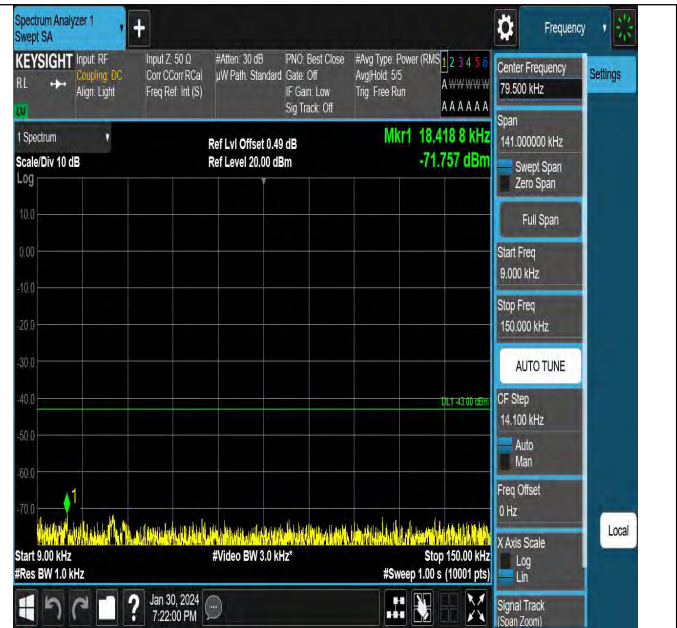 Spectrum Analyzer 1
Swept SA
Frequency
KEYSIGHT
RL
Input: RF
Coupling: DC
Align: Light
Input Z: 50 Ω
Corr CCorr RCal
Freq Ref: Int (S)
#Atten: 30 dB
µW Path: Standard
PNO: Best Close
Gate: Off
IF Gain: Low
Sig Track: Off
#Avg Type: Power (RMS
Avg|Hold: 5/5
Trig: Free Run
1 2 3 4 5 6
A W W W W W
A A A A A A
1 Spectrum
Scale/Div 10 dB
Log
Ref Lvl Offset 0.49 dB
Ref Level 20.00 dBm
Mkr1 18.418 8 kHz
-71.757 dBm
10.0
0.00
-10.0
-20.0
-30.0
-40.0
-50.0
-60.0
-70.0
DL1 -43.00 dBm
1
Start 9.00 kHz
#Res BW 1.0 kHz
#Video BW 3.0 kHz*
Stop 150.00 kHz
#Sweep 1.00 s (10001 pts)
Jan 30, 2024
7:22:00 PM
Center Frequency
79.500 kHz
Span
141.000000 kHz
Swept Span
Zero Span
Full Span
Start Freq
9.000 kHz
Stop Freq
150.000 kHz
AUTO TUNE
CF Step
14.100 kHz
Auto
Man
Freq Offset
0 Hz
X Axis Scale
Log
Lin
Signal Track
(Span Zoom)
Settings
Local